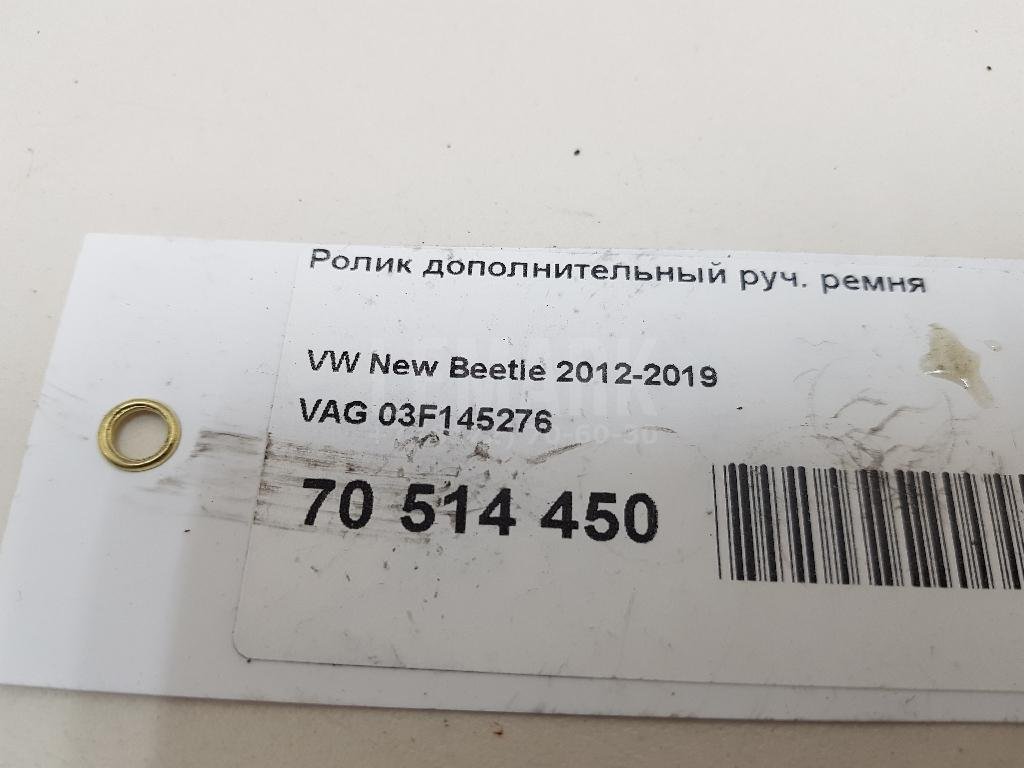 Ролик дополнительный руч. ремня
VW New Beetle 2012-2019
VAG 03F145276
70 514 450